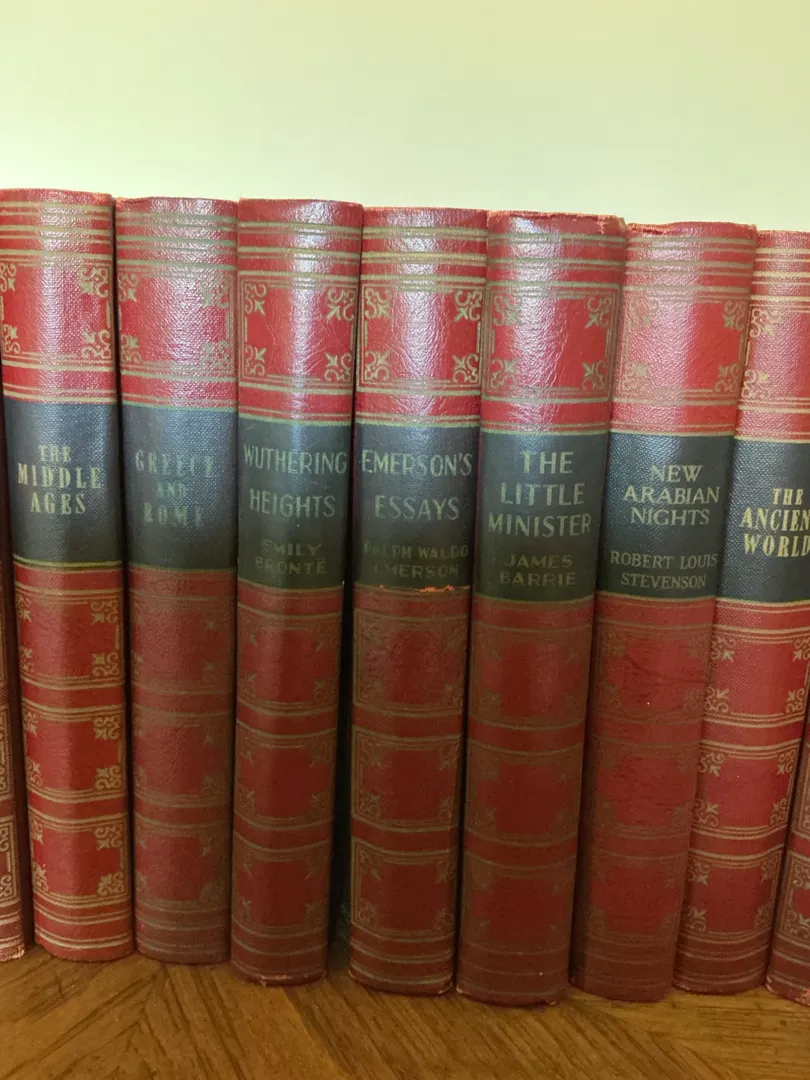 THE
MIDDLE
AGES
GREECE
AND
ROME
WUTHERING
HEIGHTS
EMILY
BRONTË
EMERSON'S
ESSAYS
RALPH WALDO
EMERSON
THE
LITTLE
MINISTER
JAMES
BARRIE
NEW
ARABIAN
NIGHTS
ROBERT LOUIS
STEVENSON
THE
ANCIEN
WORLD